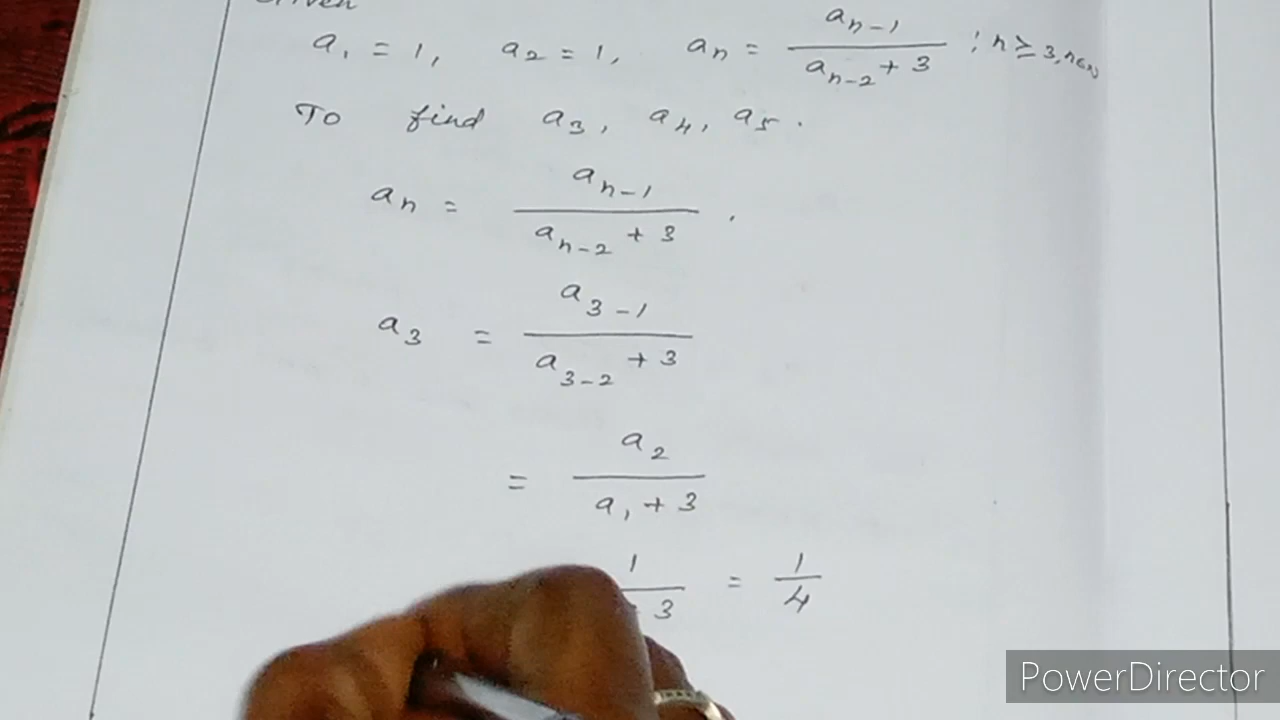 a₁ = 1, a₂ = 1, aₙ = aₙ₋₁ / (aₙ₋₂ + 3) ; n ≥ 3, n∈N
To find a₃, a₄, a₅.
aₙ = aₙ₋₁ / (aₙ₋₂ + 3) .
a₃ = a₃₋₁ / (a₃₋₂ + 3)
= a₂ / (a₁ + 3)
1 / 3 = 1/4
PowerDirector